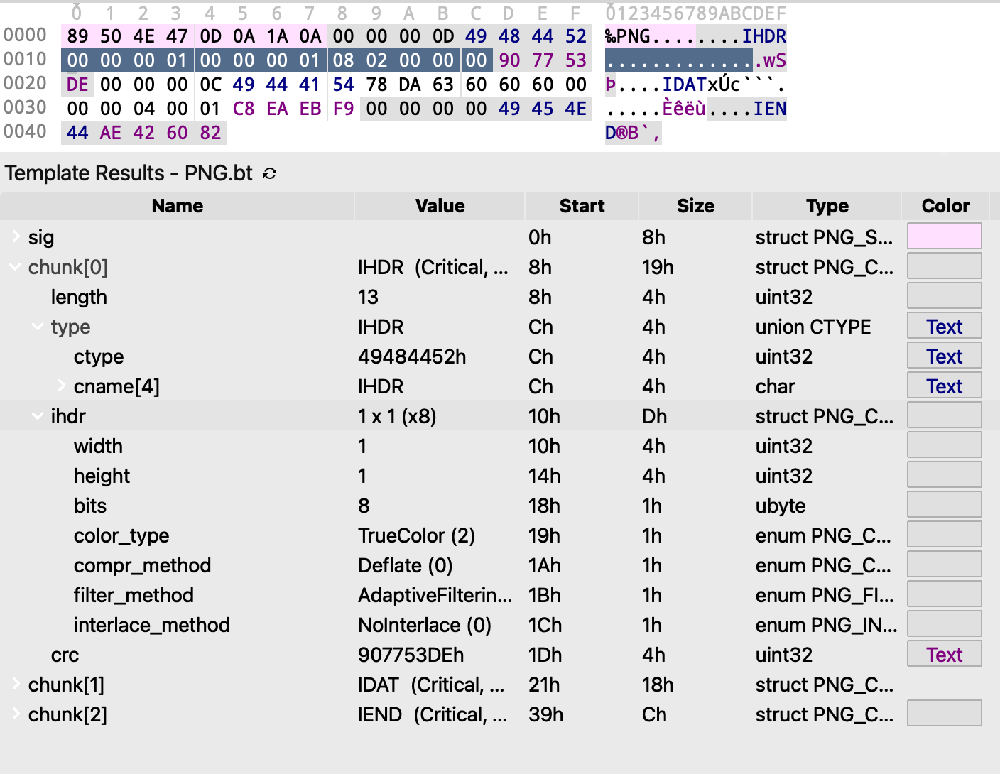 0 1 2 3 4 5 6 7 8 9 A B C D E F 0123456789ABCDEF
0000 89 50 4E 47 0D 0A 1A 0A 00 00 00 0D 49 48 44 52 ‰PNG........IHDR
0010 00 00 00 01 00 00 00 01 08 02 00 00 00 90 77 53 ..............wS
0020 DE 00 00 00 0C 49 44 41 54 78 DA 63 60 60 60 00 Þ....IDATxÚc```.
0030 00 00 04 00 01 C8 EA EB F9 00 00 00 00 49 45 4E .....Èêëù....IEN
0040 44 AE 42 60 82 D®B`‚
Template Results - PNG.bt
Name Value Start Size Type Color
sig 0h 8h struct PNG_S...
chunk[0] IHDR (Critical, ... 8h 19h struct PNG_C...
length 13 8h 4h uint32
type IHDR Ch 4h union CTYPE Text
ctype 49484452h Ch 4h uint32 Text
cname[4] IHDR Ch 4h char Text
ihdr 1 x 1 (x8) 10h Dh struct PNG_C...
width 1 10h 4h uint32
height 1 14h 4h uint32
bits 8 18h 1h ubyte
color_type TrueColor (2) 19h 1h enum PNG_C...
compr_method Deflate (0) 1Ah 1h enum PNG_C...
filter_method AdaptiveFilterin... 1Bh 1h enum PNG_FI...
interlace_method NoInterlace (0) 1Ch 1h enum PNG_IN...
crc 907753DEh 1Dh 4h uint32 Text
chunk[1] IDAT (Critical, ... 21h 18h struct PNG_C...
chunk[2] IEND (Critical, ... 39h Ch struct PNG_C...